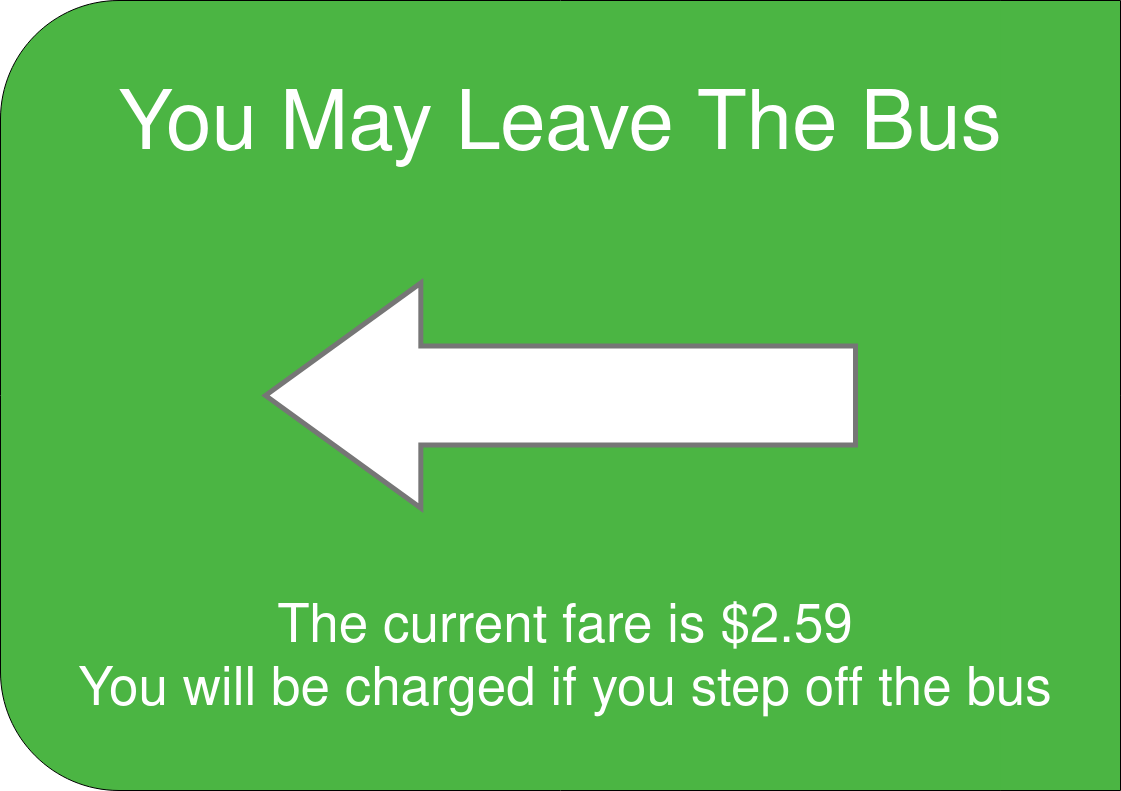 You May Leave The Bus
The current fare is $2.59
You will be charged if you step off the bus